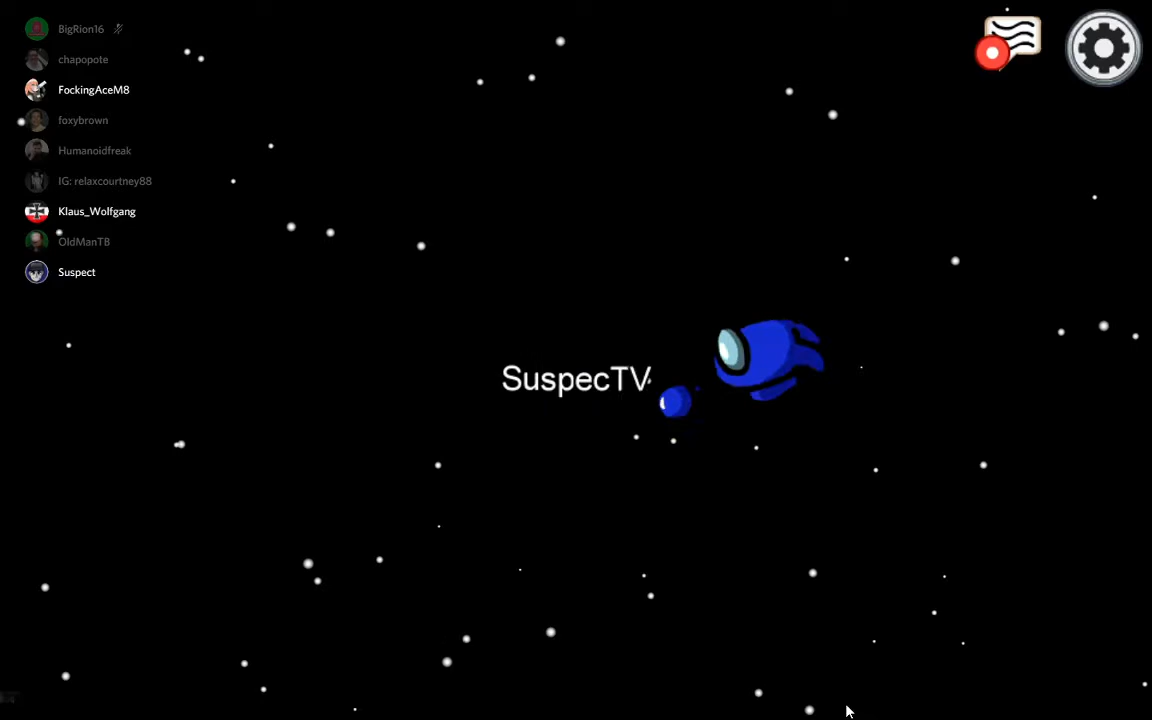 BigRion16
chapopote
FockingAceM8
foxybrown
Humanoidfreak
IG: relaxcourtney88
Klaus_Wolfgang
OldManT8
Suspect
SuspecTV